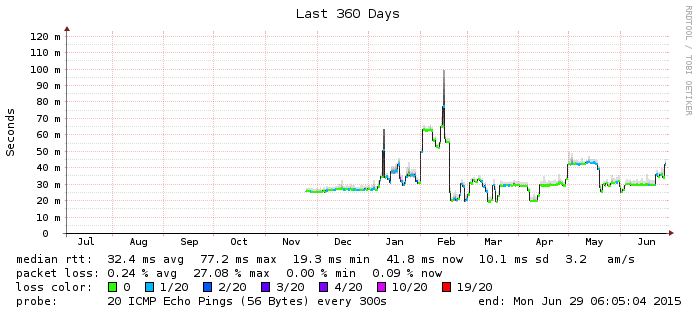 Last 360 Days
RRDTOOL / TOBI OETIKER
Seconds
120 m
110 m
100 m
90 m
80 m
70 m
60 m
50 m
40 m
30 m
20 m
10 m
0
Jul Aug Sep Oct Nov Dec Jan Feb Mar Apr May Jun
median rtt: 32.4 ms avg 77.2 ms max 19.3 ms min 41.8 ms now 10.1 ms sd 3.2 am/s
packet loss: 0.24 % avg 27.08 % max 0.00 % min 0.09 % now
loss color: 0 1/20 2/20 3/20 4/20 10/20 19/20
probe: 20 ICMP Echo Pings (56 Bytes) every 300s end: Mon Jun 29 06:05:04 2015